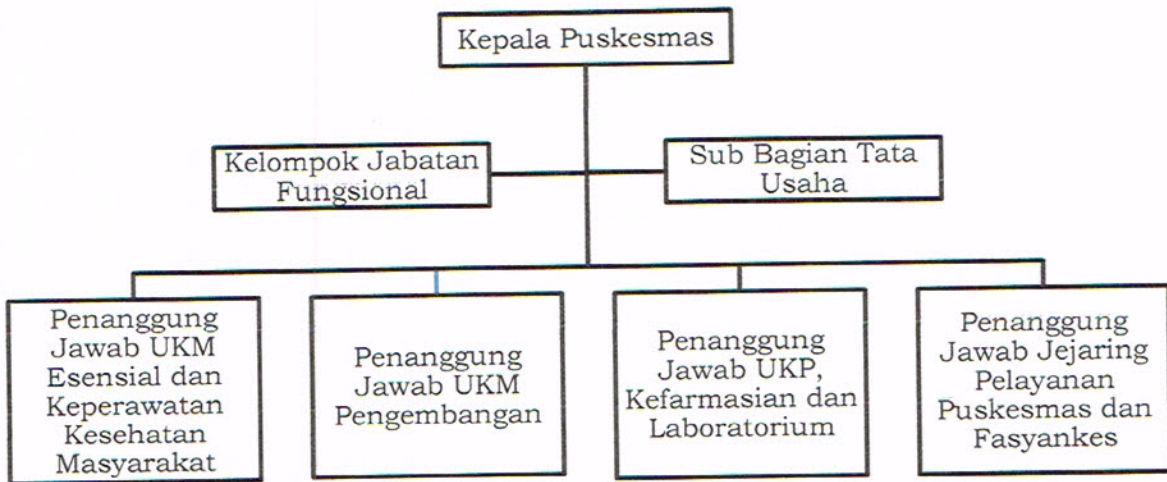 Kepala Puskesmas
Kelompok Jabatan
Fungsional
Sub Bagian Tata
Usaha
Penanggung
Jawab UKM
Esensial dan
Keperawatan
Kesehatan
Masyarakat
Penanggung
Jawab UKM
Pengembangan
Penanggung
Jawab UKP,
Kefarmasian dan
Laboratorium
Penanggung
Jawab Jejaring
Pelayanan
Puskesmas dan
Fasyankes